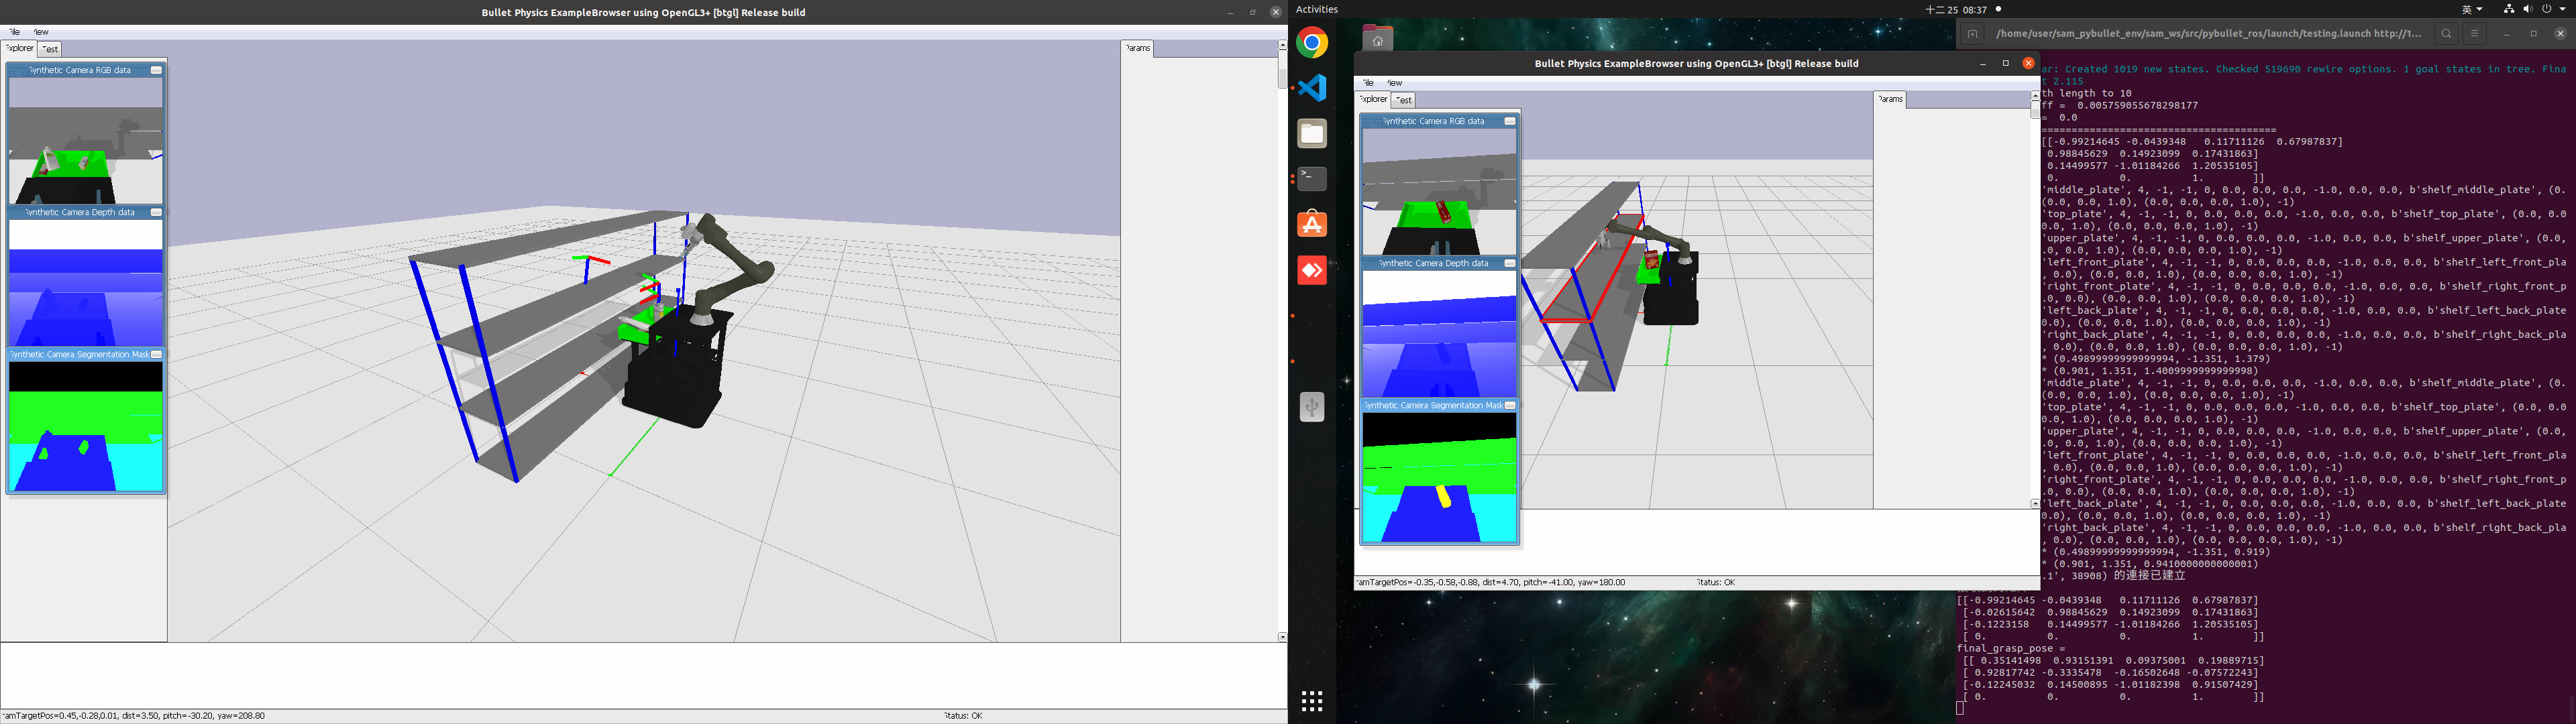 Bullet Physics ExampleBrowser using OpenGL3+ [btgl] Release build
File View
Explorer Test
Params
Synthetic Camera RGB data
Synthetic Camera Depth data
Synthetic Camera Segmentation Mask
camTargetPos=0.45,-0.28,0.01, dist=3.50, pitch=-30.20, yaw=208.80
Status: OK
Activities
十二 25 08:37
英
/home/user/sam_pybullet_env/sam_ws/src/pybullet_ros/launch/testing.launch http://1...
Bullet Physics ExampleBrowser using OpenGL3+ [btgl] Release build
File View
Explorer Test
Params
Synthetic Camera RGB data
Synthetic Camera Depth data
Synthetic Camera Segmentation Mask
camTargetPos=-0.35,-0.58,-0.88, dist=4.70, pitch=-41.00, yaw=180.00
Status: OK
ar: Created 1019 new states. Checked 519690 rewire options. 1 goal states in tree. Fina
t 2.115
th length to 10
ff =  0.005759055678298177
=  0.0
=======================================
[[-0.99214645 -0.0439348   0.11711126  0.67987837]
 0.98845629  0.14923099  0.17431863]
 0.14499577 -1.01184266  1.20535105]
 0.          0.          1.        ]]
'middle_plate', 4, -1, -1, 0, 0.0, 0.0, 0.0, -1.0, 0.0, 0.0, b'shelf_middle_plate', (0.
(0.0, 0.0, 1.0), (0.0, 0.0, 0.0, 1.0), -1)
'top_plate', 4, -1, -1, 0, 0.0, 0.0, 0.0, -1.0, 0.0, 0.0, b'shelf_top_plate', (0.0, 0.0
0.0, 1.0), (0.0, 0.0, 0.0, 1.0), -1)
'upper_plate', 4, -1, -1, 0, 0.0, 0.0, 0.0, -1.0, 0.0, 0.0, b'shelf_upper_plate', (0.0,
.0, 0.0, 1.0), (0.0, 0.0, 0.0, 1.0), -1)
'left_front_plate', 4, -1, -1, 0, 0.0, 0.0, 0.0, -1.0, 0.0, 0.0, b'shelf_left_front_pla
, 0.0), (0.0, 0.0, 1.0), (0.0, 0.0, 0.0, 1.0), -1)
'right_front_plate', 4, -1, -1, 0, 0.0, 0.0, 0.0, -1.0, 0.0, 0.0, b'shelf_right_front_p
.0, 0.0), (0.0, 0.0, 1.0), (0.0, 0.0, 0.0, 1.0), -1)
'left_back_plate', 4, -1, -1, 0, 0.0, 0.0, 0.0, -1.0, 0.0, 0.0, b'shelf_left_back_plate
0.0), (0.0, 0.0, 1.0), (0.0, 0.0, 0.0, 1.0), -1)
'right_back_plate', 4, -1, -1, 0, 0.0, 0.0, 0.0, -1.0, 0.0, 0.0, b'shelf_right_back_pla
, 0.0), (0.0, 0.0, 1.0), (0.0, 0.0, 0.0, 1.0), -1)
* (0.49899999999999994, -1.351, 1.379)
* (0.901, 1.351, 1.4009999999999998)
'middle_plate', 4, -1, -1, 0, 0.0, 0.0, 0.0, -1.0, 0.0, 0.0, b'shelf_middle_plate', (0.
(0.0, 0.0, 1.0), (0.0, 0.0, 0.0, 1.0), -1)
'top_plate', 4, -1, -1, 0, 0.0, 0.0, 0.0, -1.0, 0.0, 0.0, b'shelf_top_plate', (0.0, 0.0
0.0, 1.0), (0.0, 0.0, 0.0, 1.0), -1)
'upper_plate', 4, -1, -1, 0, 0.0, 0.0, 0.0, -1.0, 0.0, 0.0, b'shelf_upper_plate', (0.0,
.0, 0.0, 1.0), (0.0, 0.0, 0.0, 1.0), -1)
'left_front_plate', 4, -1, -1, 0, 0.0, 0.0, 0.0, -1.0, 0.0, 0.0, b'shelf_left_front_pla
, 0.0), (0.0, 0.0, 1.0), (0.0, 0.0, 0.0, 1.0), -1)
'right_front_plate', 4, -1, -1, 0, 0.0, 0.0, 0.0, -1.0, 0.0, 0.0, b'shelf_right_front_p
.0, 0.0), (0.0, 0.0, 1.0), (0.0, 0.0, 0.0, 1.0), -1)
'left_back_plate', 4, -1, -1, 0, 0.0, 0.0, 0.0, -1.0, 0.0, 0.0, b'shelf_left_back_plate
0.0), (0.0, 0.0, 1.0), (0.0, 0.0, 0.0, 1.0), -1)
'right_back_plate', 4, -1, -1, 0, 0.0, 0.0, 0.0, -1.0, 0.0, 0.0, b'shelf_right_back_pla
, 0.0), (0.0, 0.0, 1.0), (0.0, 0.0, 0.0, 1.0), -1)
* (0.49899999999999994, -1.351, 0.919)
* (0.901, 1.351, 0.9410000000000001)
.1', 38908) 的連接已建立
[[-0.99214645 -0.0439348   0.11711126  0.67987837]
 [-0.02615642  0.98845629  0.14923099  0.17431863]
 [-0.1223158   0.14499577 -1.01184266  1.20535105]
 [ 0.          0.          0.          1.        ]]
final_grasp_pose =
 [[ 0.35141498  0.93151391  0.09375001  0.19889715]
 [ 0.92817742 -0.3335478  -0.16502648 -0.07572243]
 [-0.12245032  0.14500895 -1.01182398  0.91507429]
 [ 0.          0.          0.          1.        ]]